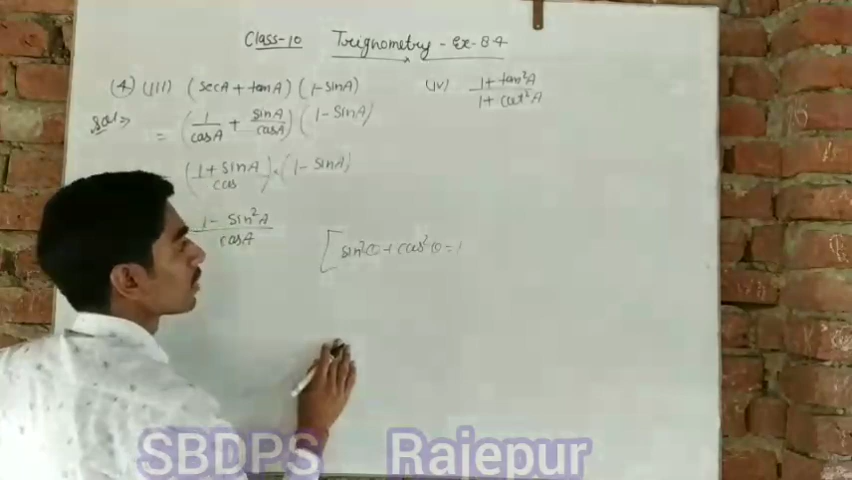 Class-10 Trignometry - Ex-8.4
(4) (iii) (secA + tanA) (1-sinA)
(iv) 1 + tan²A / 1 + cot²A
Sol⇒ = (1/cosA + sinA/cosA) (1-sinA)
(1 + sinA / cos) × (1 - sinA)
1 - sin²A / cosA
[sin²θ + cos²θ = 1
SBDPS Rajepur